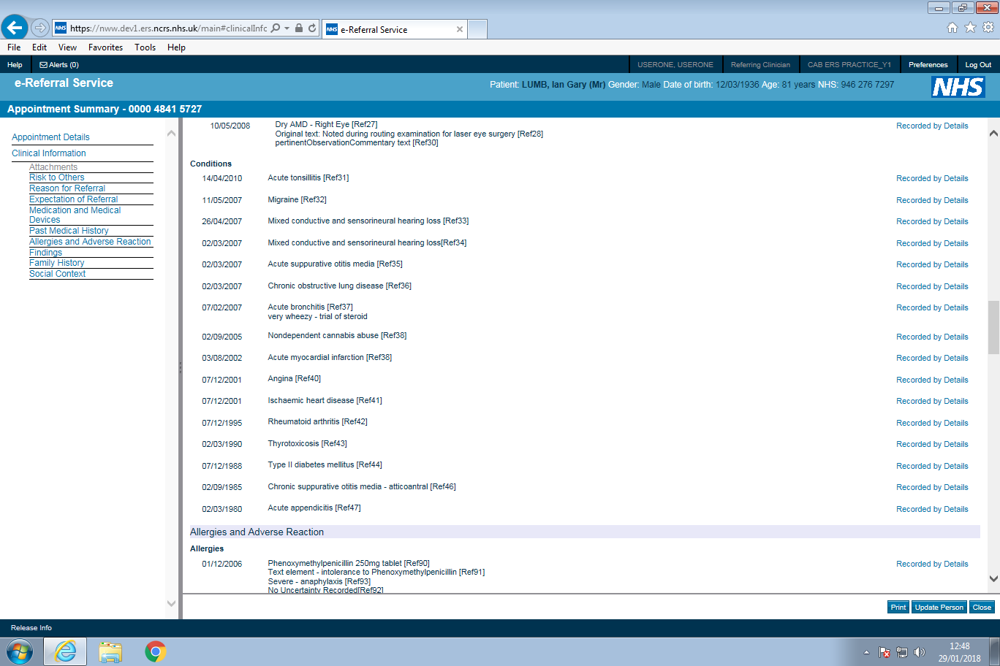 NHS https://nww.dev1.ers.ncrs.nhs.uk/main#clinicalInfc
NHS e-Referral Service
File Edit View Favorites Tools Help
Help Alerts (0) USERONE, USERONE Referring Clinician CAB ERS PRACTICE_Y1 Preferences Log Out
e-Referral Service
Patient: LUMB, Ian Gary (Mr) Gender: Male Date of birth: 12/03/1936 Age: 81 years NHS: 946 276 7297
NHS
Appointment Summary - 0000 4841 5727
Appointment Details
Clinical Information
Attachments
Risk to Others
Reason for Referral
Expectation of Referral
Medication and Medical
Devices
Past Medical History
Allergies and Adverse Reaction
Findings
Family History
Social Context
10/05/2008 Dry AMD - Right Eye [Ref27] Recorded by Details
Original text: Noted during routing examination for laser eye surgery [Ref28]
pertinentObservationCommentary text [Ref30]
Conditions
14/04/2010 Acute tonsillitis [Ref31] Recorded by Details
11/05/2007 Migraine [Ref32] Recorded by Details
26/04/2007 Mixed conductive and sensorineural hearing loss [Ref33] Recorded by Details
02/03/2007 Mixed conductive and sensorineural hearing loss[Ref34] Recorded by Details
02/03/2007 Acute suppurative otitis media [Ref35] Recorded by Details
02/03/2007 Chronic obstructive lung disease [Ref36] Recorded by Details
07/02/2007 Acute bronchitis [Ref37] Recorded by Details
very wheezy - trial of steroid
02/09/2005 Nondependent cannabis abuse [Ref38] Recorded by Details
03/08/2002 Acute myocardial infarction [Ref38] Recorded by Details
07/12/2001 Angina [Ref40] Recorded by Details
07/12/2001 Ischaemic heart disease [Ref41] Recorded by Details
07/12/1995 Rheumatoid arthritis [Ref42] Recorded by Details
02/03/1990 Thyrotoxicosis [Ref43] Recorded by Details
07/12/1988 Type II diabetes mellitus [Ref44] Recorded by Details
02/09/1985 Chronic suppurative otitis media - atticoantral [Ref46] Recorded by Details
02/03/1980 Acute appendicitis [Ref47] Recorded by Details
Allergies and Adverse Reaction
Allergies
01/12/2006 Phenoxymethylpenicillin 250mg tablet [Ref90] Recorded by Details
Text element - intolerance to Phenoxymethylpenicillin [Ref91]
Severe - anaphylaxis [Ref93]
No Uncertainty Recorded[Ref92]
Print Update Person Close
Release Info
12:48
29/01/2018